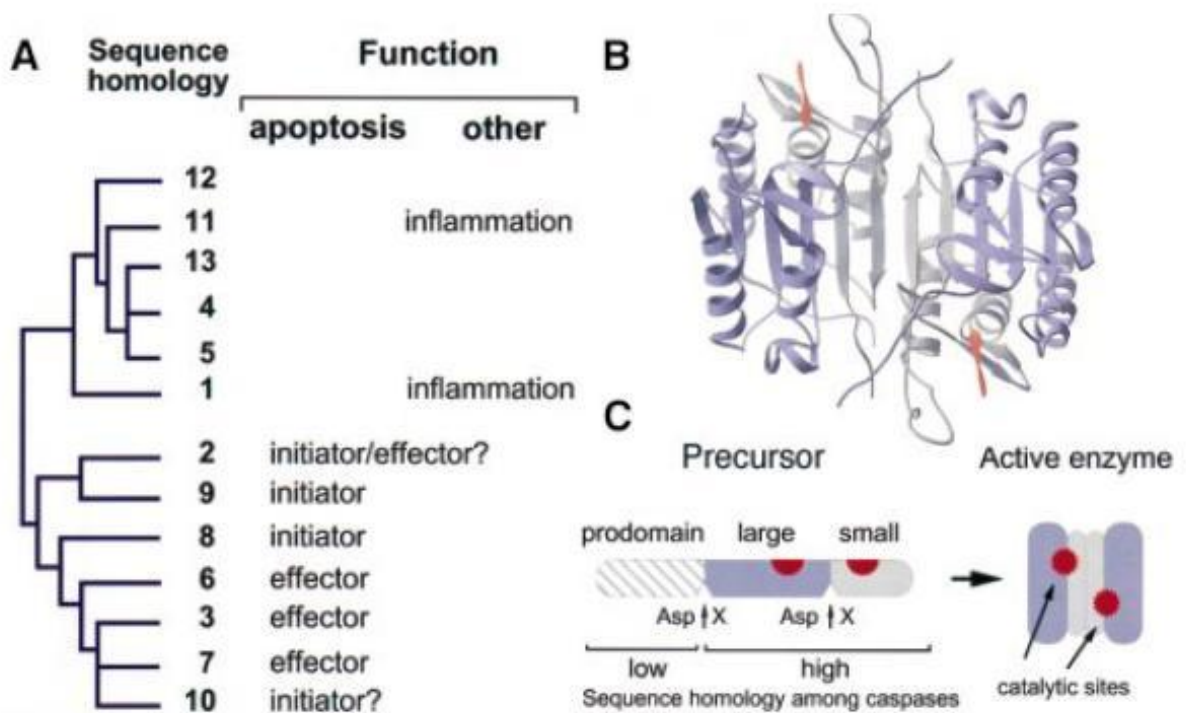 A
Sequence homology
Function
apoptosis other
12
11 inflammation
13
4
5
1 inflammation
2 initiator/effector?
9 initiator
8 initiator
6 effector
3 effector
7 effector
10 initiator?
B
C
Precursor Active enzyme
prodomain large small
Asp X Asp X
low high
Sequence homology among caspases
catalytic sites